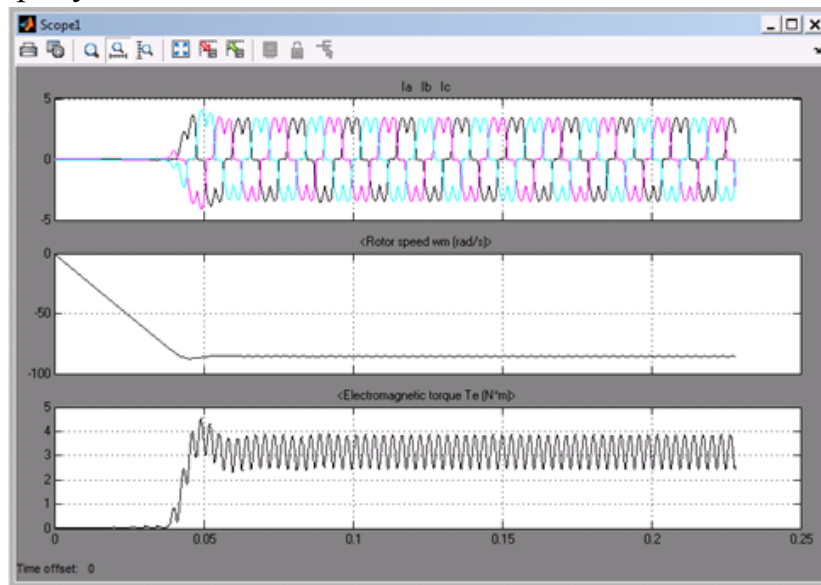 Scope1
Ia Ib Ic
5
0
-5
<Rotor speed wm (rad/s)>
0
-50
-100
<Electromagnetic torque Te (N*m)>
5
4
3
2
1
0
0 0.05 0.1 0.15 0.2 0.25
Time offset: 0